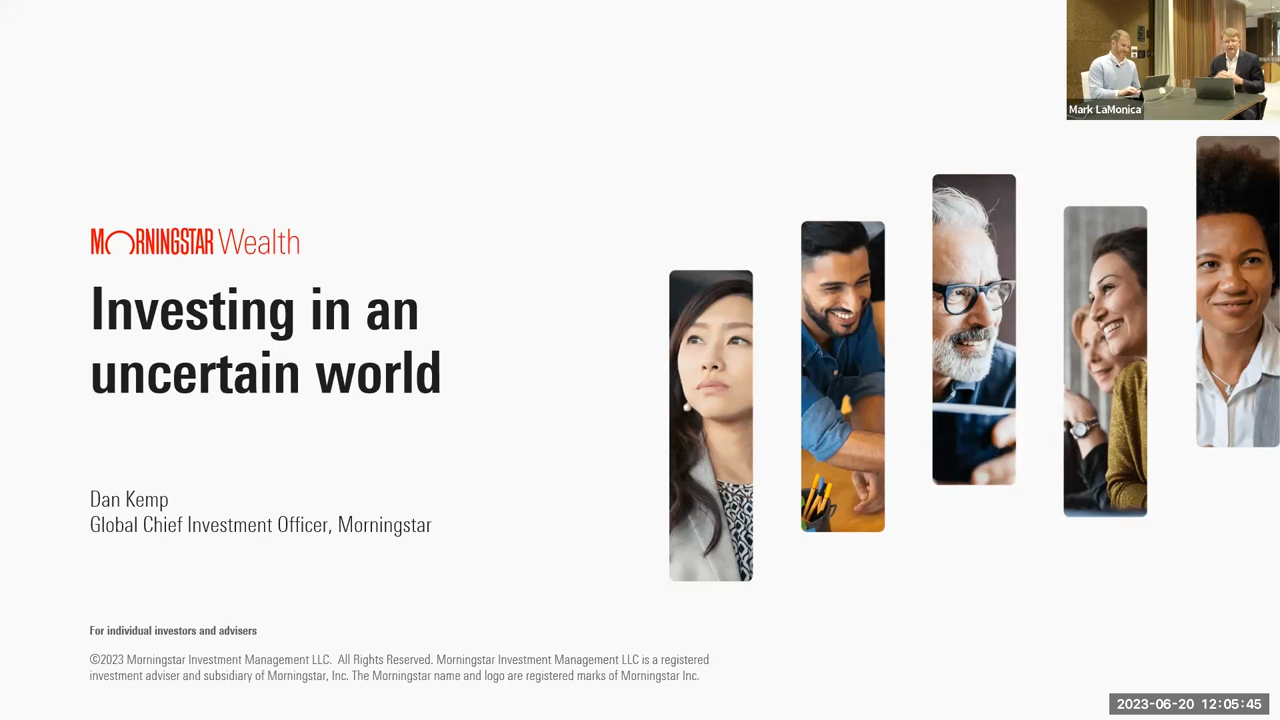 Mark LaMonica
MORNINGSTAR Wealth
Investing in an
uncertain world
Dan Kemp
Global Chief Investment Officer, Morningstar
For individual investors and advisers
©2023 Morningstar Investment Management LLC. All Rights Reserved. Morningstar Investment Management LLC is a registered
investment adviser and subsidiary of Morningstar, Inc. The Morningstar name and logo are registered marks of Morningstar Inc.
2023-06-20 12:05:45